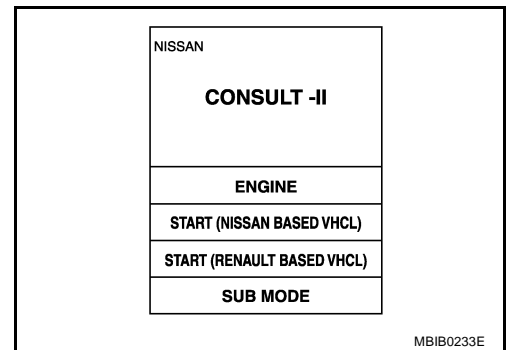 NISSAN
CONSULT -II
ENGINE
START (NISSAN BASED VHCL)
START (RENAULT BASED VHCL)
SUB MODE
MBIB0233E